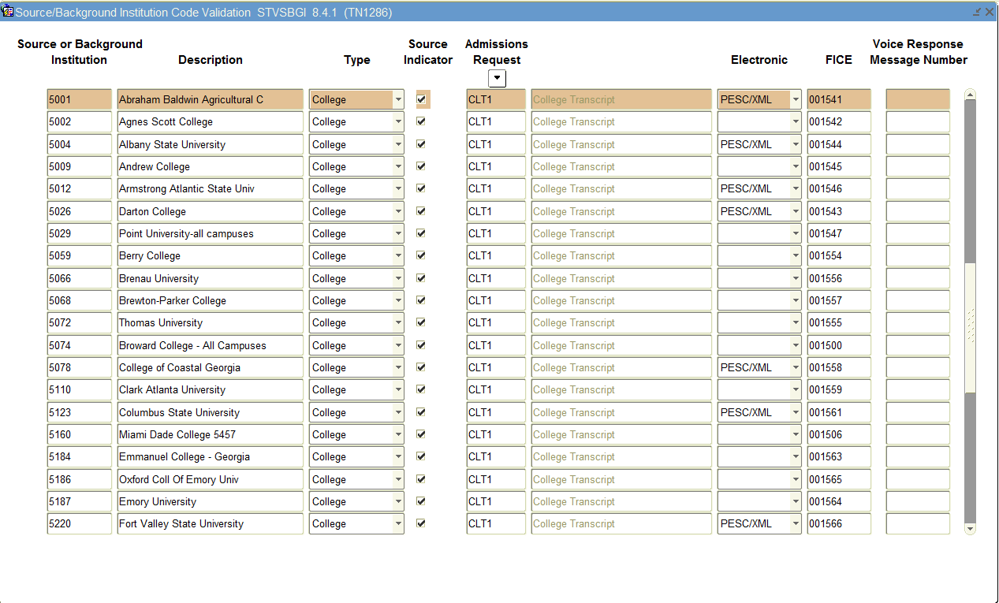 Source/Background Institution Code Validation STVSBGI 8.4.1 (TN1286)
Source or Background Institution Description Type Source Indicator Admissions Request Electronic FICE Voice Response Message Number
5001 Abraham Baldwin Agricultural C College CLT1 College Transcript PESC/XML 001541
5002 Agnes Scott College College CLT1 College Transcript 001542
5004 Albany State University College CLT1 College Transcript PESC/XML 001544
5009 Andrew College College CLT1 College Transcript 001545
5012 Armstrong Atlantic State Univ College CLT1 College Transcript PESC/XML 001546
5026 Darton College College CLT1 College Transcript PESC/XML 001543
5029 Point University-all campuses College CLT1 College Transcript 001547
5059 Berry College College CLT1 College Transcript 001554
5066 Brenau University College CLT1 College Transcript 001556
5068 Brewton-Parker College College CLT1 College Transcript 001557
5072 Thomas University College CLT1 College Transcript 001555
5074 Broward College - All Campuses College CLT1 College Transcript 001500
5078 College of Coastal Georgia College CLT1 College Transcript PESC/XML 001558
5110 Clark Atlanta University College CLT1 College Transcript 001559
5123 Columbus State University College CLT1 College Transcript PESC/XML 001561
5160 Miami Dade College 5457 College CLT1 College Transcript 001506
5184 Emmanuel College - Georgia College CLT1 College Transcript 001563
5186 Oxford Coll Of Emory Univ College CLT1 College Transcript 001565
5187 Emory University College CLT1 College Transcript 001564
5220 Fort Valley State University College CLT1 College Transcript PESC/XML 001566